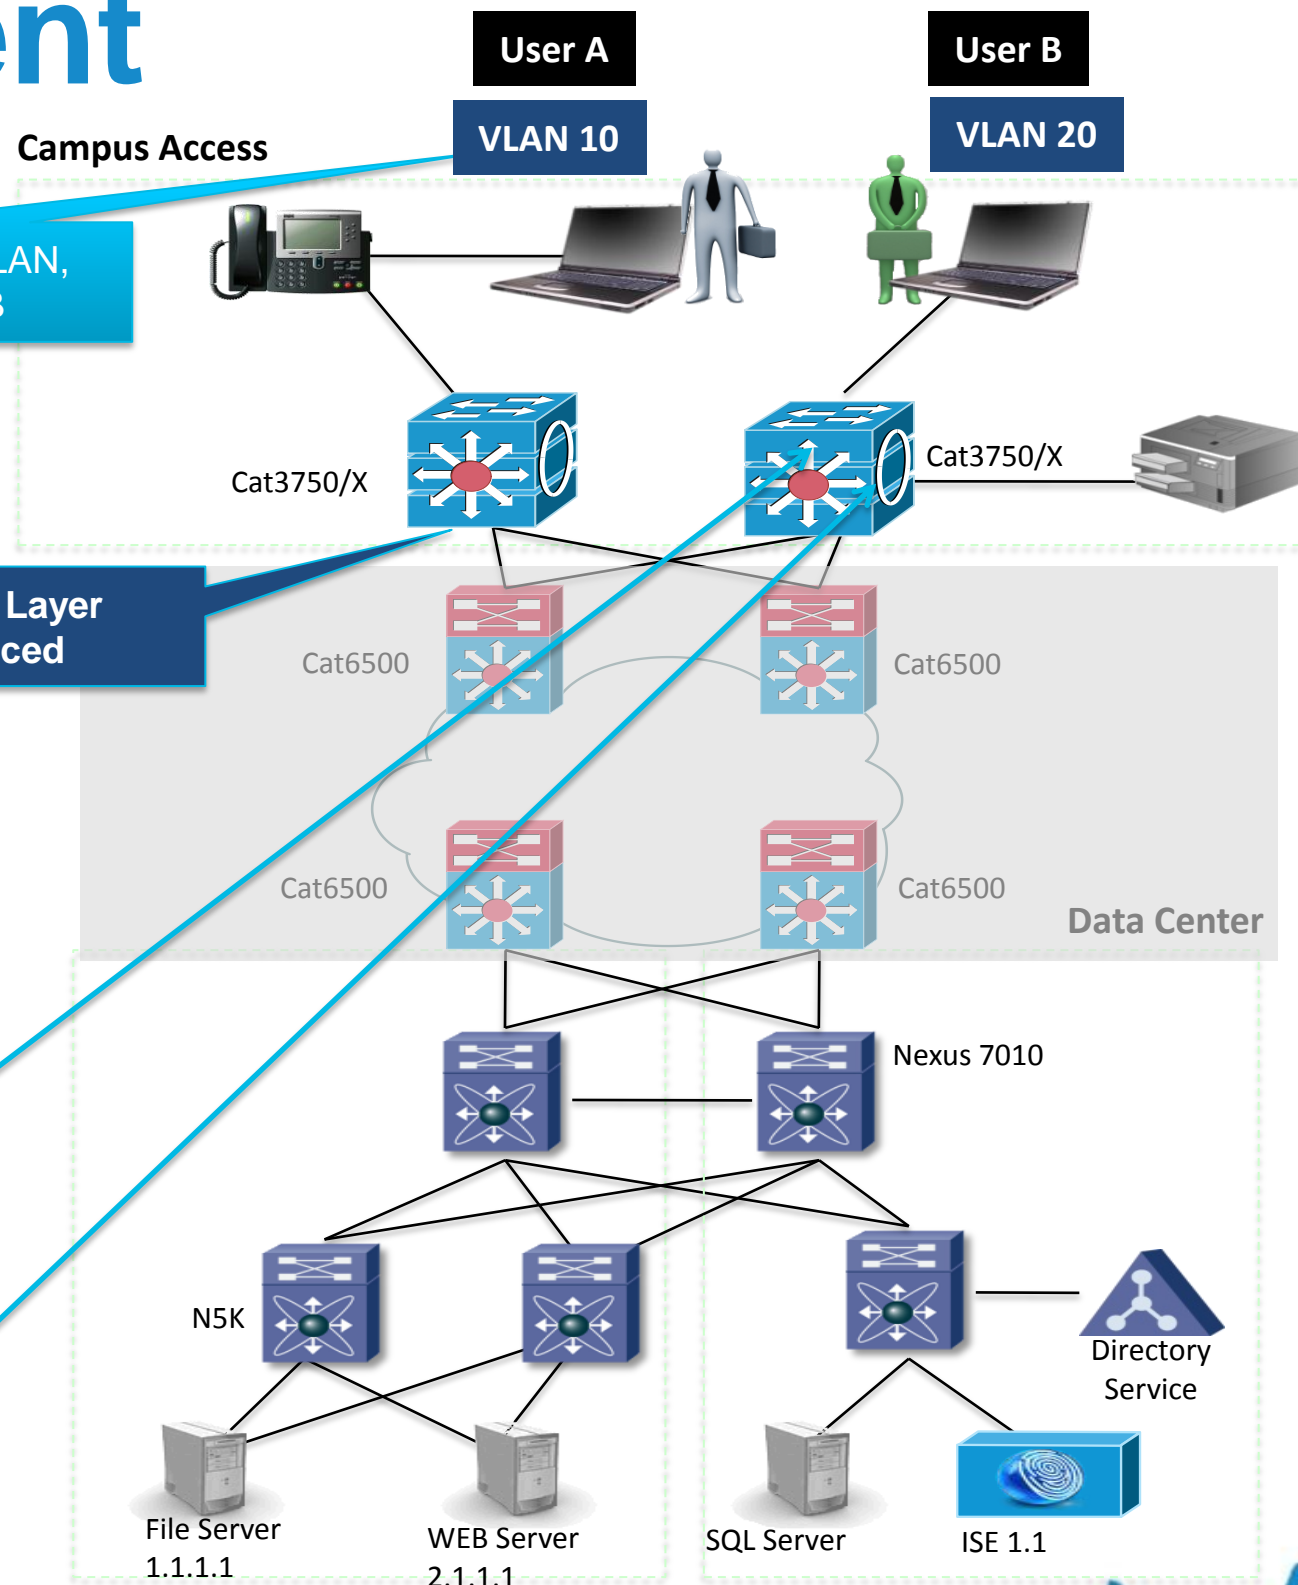 ent
User A
User B
VLAN 10
VLAN 20
Campus Access
LAN,
Cat3750/X
Cat3750/X
Layer
ced
Cat6500
Cat6500
Cat6500
Cat6500
Data Center
Nexus 7010
N5K
Directory
Service
File Server
1.1.1.1
WEB Server
2.1.1.1
SQL Server
ISE 1.1